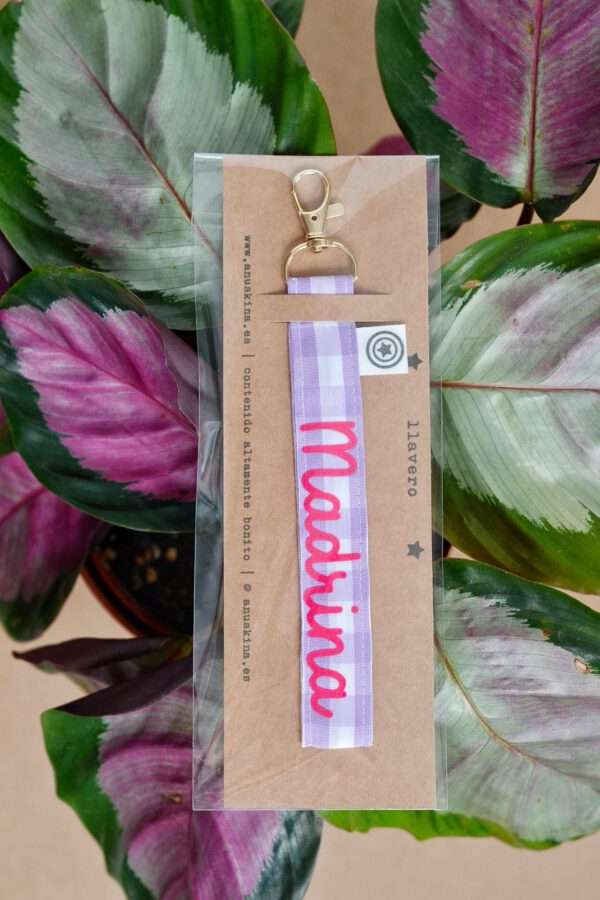 www.anuskina.es | contenido altamente bonito | @ anuskina.es
Madrina
★ llavero ★